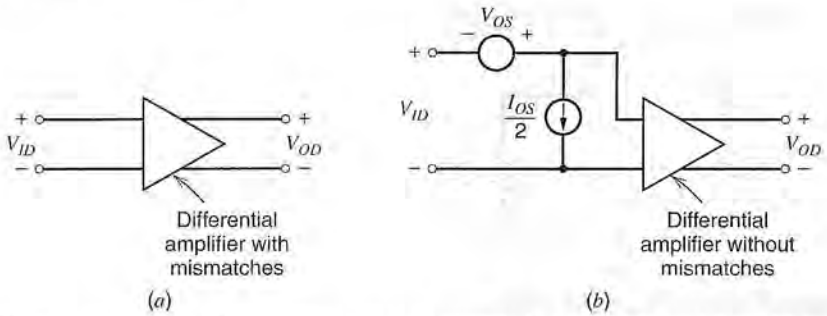 +
V_ID
−
+
V_OD
−
Differential
amplifier with
mismatches
(a)
V_OS
− +
+
V_ID
−
I_OS
2
+
V_OD
−
Differential
amplifier without
mismatches
(b)